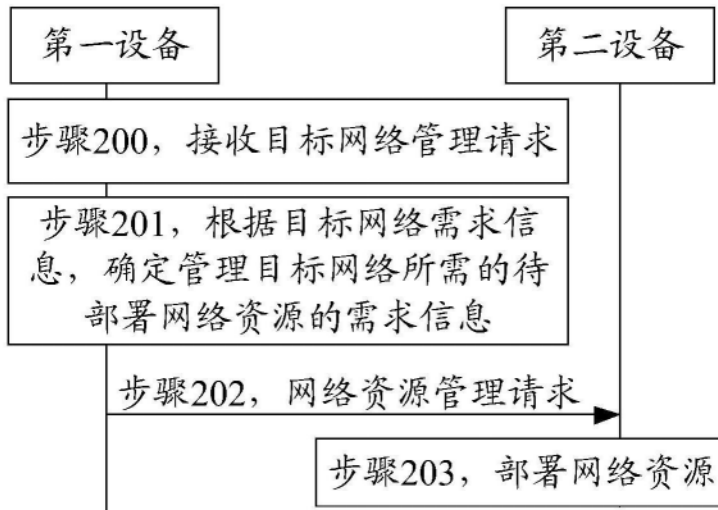 第一设备
第二设备
步骤200，接收目标网络管理请求
步骤201，根据目标网络需求信
息，确定管理目标网络所需的待
部署网络资源的需求信息
步骤202，网络资源管理请求
步骤203，部署网络资源